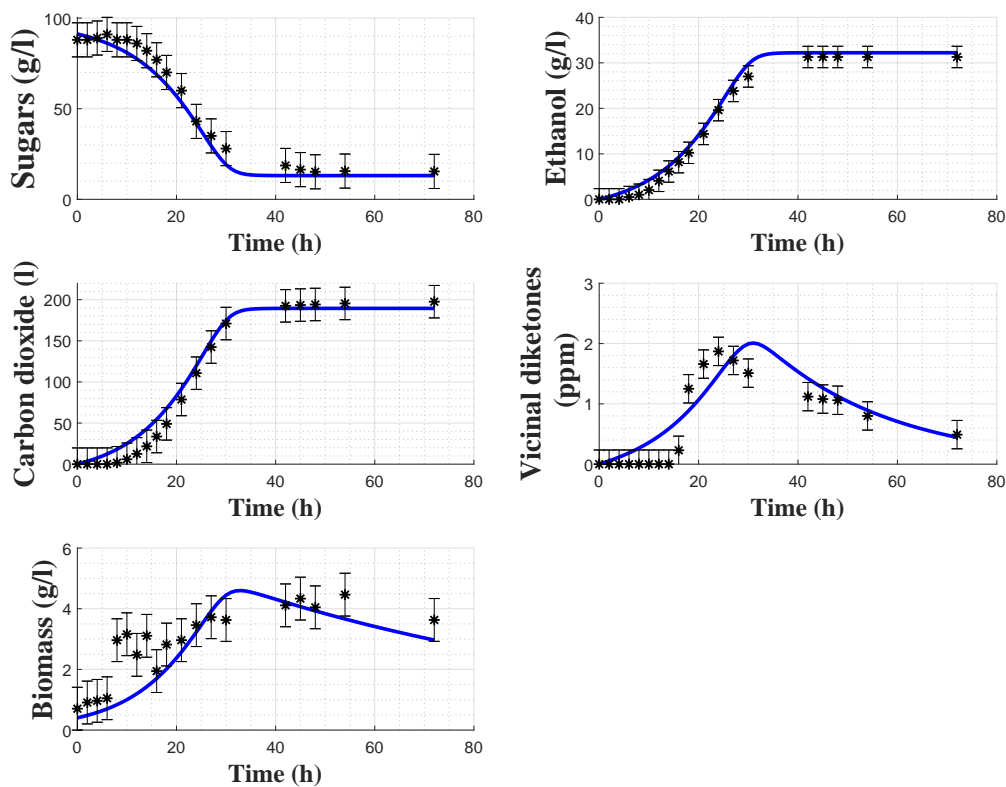 Sugars (g/l)
100
50
0
0 20 40 60 80
Time (h)
Ethanol (g/l)
40
30
20
10
0
0 20 40 60 80
Time (h)
Carbon dioxide (l)
200
150
100
50
0
0 20 40 60 80
Time (h)
Vicinal diketones
(ppm)
3
2
1
0
0 20 40 60 80
Time (h)
Biomass (g/l)
6
4
2
0
0 20 40 60 80
Time (h)